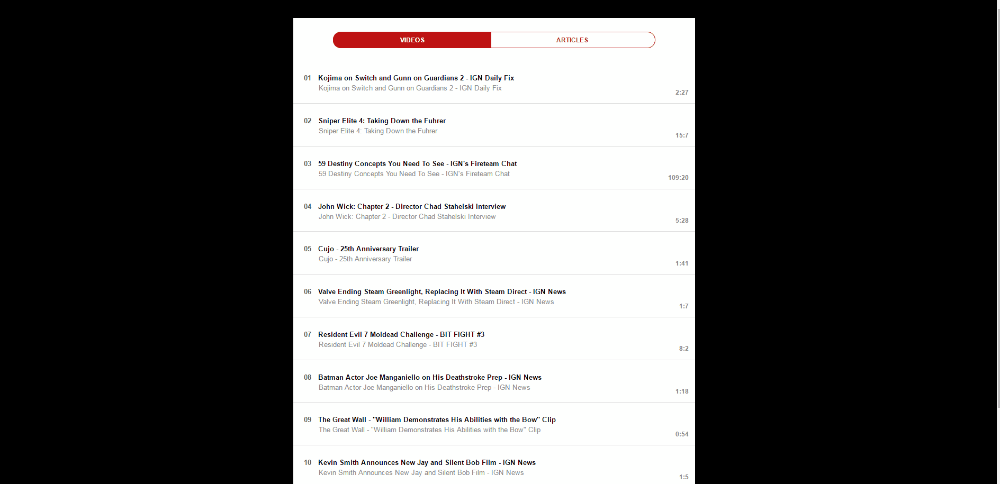 VIDEOS ARTICLES
01 Kojima on Switch and Gunn on Guardians 2 - IGN Daily Fix
Kojima on Switch and Gunn on Guardians 2 - IGN Daily Fix
2:27
02 Sniper Elite 4: Taking Down the Fuhrer
Sniper Elite 4: Taking Down the Fuhrer
15:7
03 59 Destiny Concepts You Need To See - IGN's Fireteam Chat
59 Destiny Concepts You Need To See - IGN's Fireteam Chat
109:20
04 John Wick: Chapter 2 - Director Chad Stahelski Interview
John Wick: Chapter 2 - Director Chad Stahelski Interview
5:28
05 Cujo - 25th Anniversary Trailer
Cujo - 25th Anniversary Trailer
1:41
06 Valve Ending Steam Greenlight, Replacing It With Steam Direct - IGN News
Valve Ending Steam Greenlight, Replacing It With Steam Direct - IGN News
1:7
07 Resident Evil 7 Moldead Challenge - BIT FIGHT #3
Resident Evil 7 Moldead Challenge - BIT FIGHT #3
8:2
08 Batman Actor Joe Manganiello on His Deathstroke Prep - IGN News
Batman Actor Joe Manganiello on His Deathstroke Prep - IGN News
1:18
09 The Great Wall - "William Demonstrates His Abilities with the Bow" Clip
The Great Wall - "William Demonstrates His Abilities with the Bow" Clip
0:54
10 Kevin Smith Announces New Jay and Silent Bob Film - IGN News
Kevin Smith Announces New Jay and Silent Bob Film - IGN News
1:5